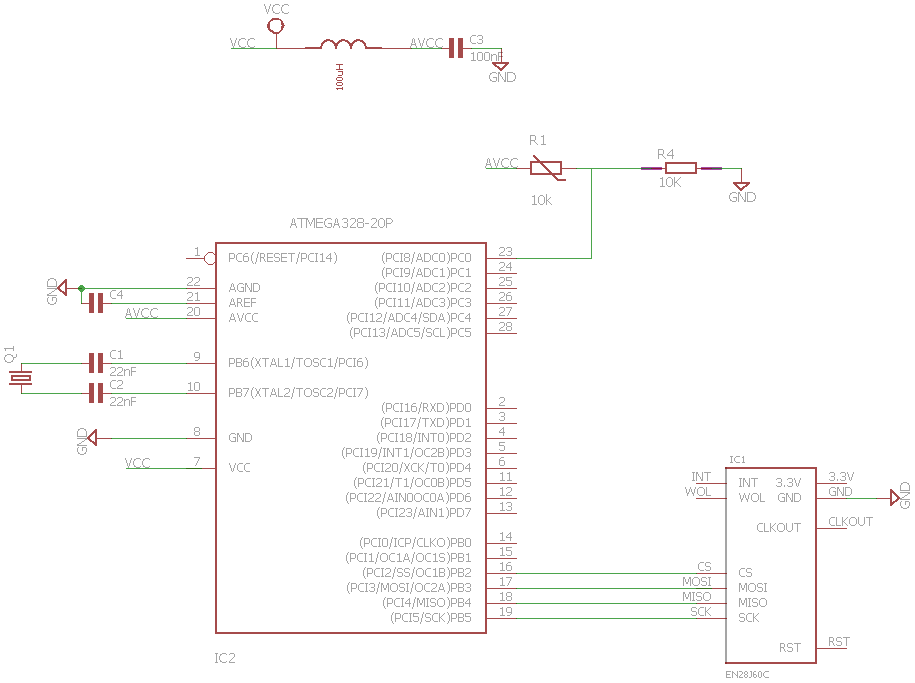 VCC
VCC
AVCC
C3
100nF
GND
100uH
R1
AVCC
10k
R4
10K
GND
ATMEGA328-20P
1
PC6(/RESET/PCI14)
(PCI8/ADC0)PC0
23
(PCI9/ADC1)PC1
24
GND
C4
22
AGND
(PCI10/ADC2)PC2
25
21
AREF
(PCI11/ADC3)PC3
26
AVCC
20
AVCC
(PCI12/ADC4/SDA)PC4
27
(PCI13/ADC5/SCL)PC5
28
Q1
C1
22nF
9
PB6(XTAL1/TOSC1/PCI6)
C2
22nF
10
PB7(XTAL2/TOSC2/PCI7)
(PCI16/RXD)PD0
2
(PCI17/TXD)PD1
3
GND
8
GND
(PCI18/INT0)PD2
4
(PCI19/INT1/OC2B)PD3
5
VCC
7
VCC
(PCI20/XCK/T0)PD4
6
(PCI21/T1/OC0B)PD5
11
(PCI22/AIN0OC0A)PD6
12
(PCI23/AIN1)PD7
13
(PCI0/ICP/CLKO)PB0
14
(PCI1/OC1A/OC1S)PB1
15
(PCI2/SS/OC1B)PB2
16
(PCI3/MOSI/OC2A)PB3
17
(PCI4/MISO)PB4
18
(PCI5/SCK)PB5
19
IC2
IC1
INT
INT
3.3V
3.3V
WOL
WOL
GND
GND
GND
CLKOUT
CLKOUT
CS
CS
MOSI
MOSI
MISO
MISO
SCK
SCK
RST
RST
EN28J60C